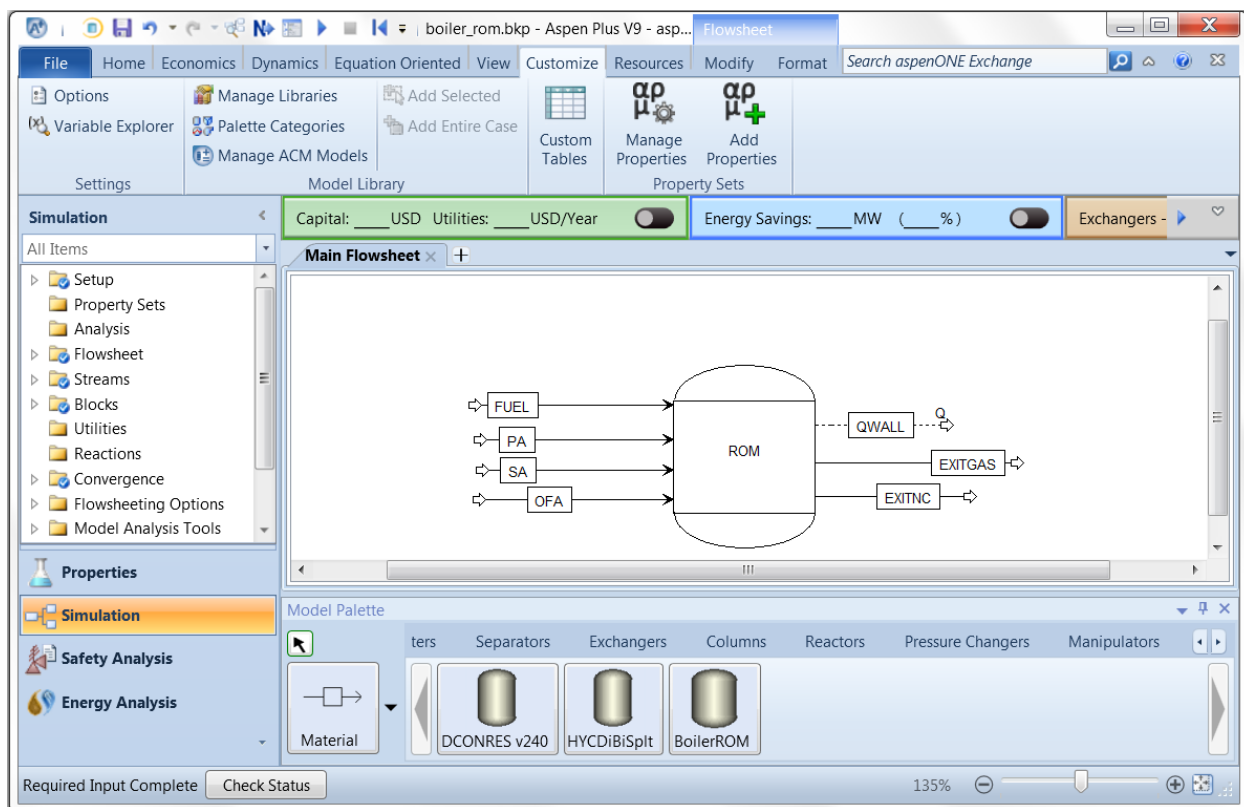 boiler_rom.bkp - Aspen Plus V9 - asp... Flowsheet
File Home Economics Dynamics Equation Oriented View Customize Resources Modify Format Search aspenONE Exchange
Options Manage Libraries Add Selected
Variable Explorer Palette Categories Add Entire Case
Manage ACM Models
Custom Tables
Manage Properties
Add Properties
Settings Model Library Property Sets
Simulation
All Items
Setup
Property Sets
Analysis
Flowsheet
Streams
Blocks
Utilities
Reactions
Convergence
Flowsheeting Options
Model Analysis Tools
Properties
Simulation
Safety Analysis
Energy Analysis
Capital: ____USD Utilities: ____USD/Year Energy Savings: ____MW (____%) Exchangers -
Main Flowsheet
FUEL
PA
SA
OFA
ROM
QWALL Q
EXITGAS
EXITNC
Model Palette
ters Separators Exchangers Columns Reactors Pressure Changers Manipulators
Material DCONRES v240 HYCDiBiSplt BoilerROM
Required Input Complete Check Status 135%